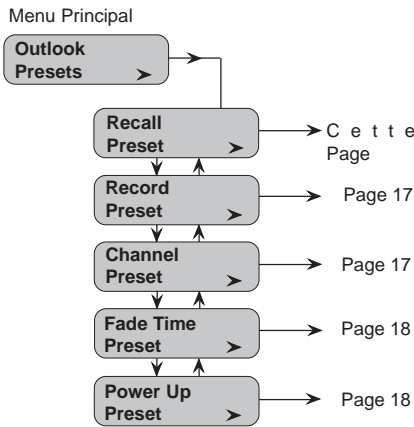 Menu Principal
Outlook
Presets
Recall
Preset
Cette
Page
Record
Preset
Page 17
Channel
Preset
Page 17
Fade Time
Preset
Page 18
Power Up
Preset
Page 18